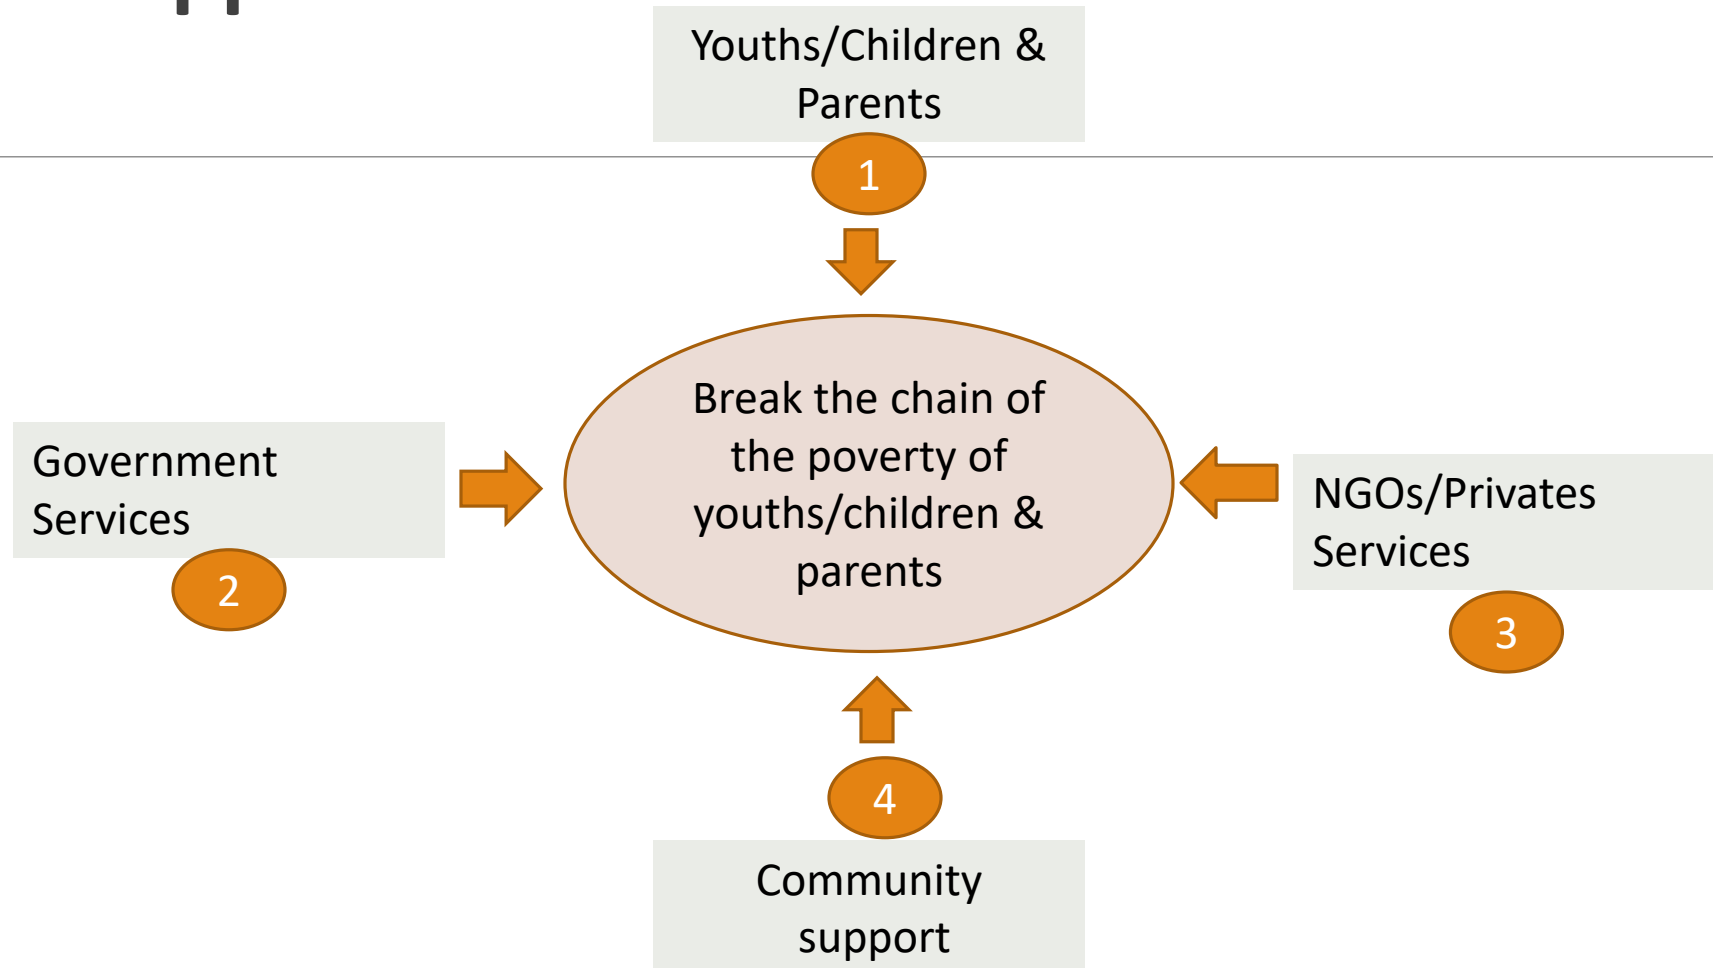 Youths/Children &
Parents
1
Break the chain of
the poverty of
youths/children &
parents
Government
Services
2
NGOs/Privates
Services
3
4
Community
support